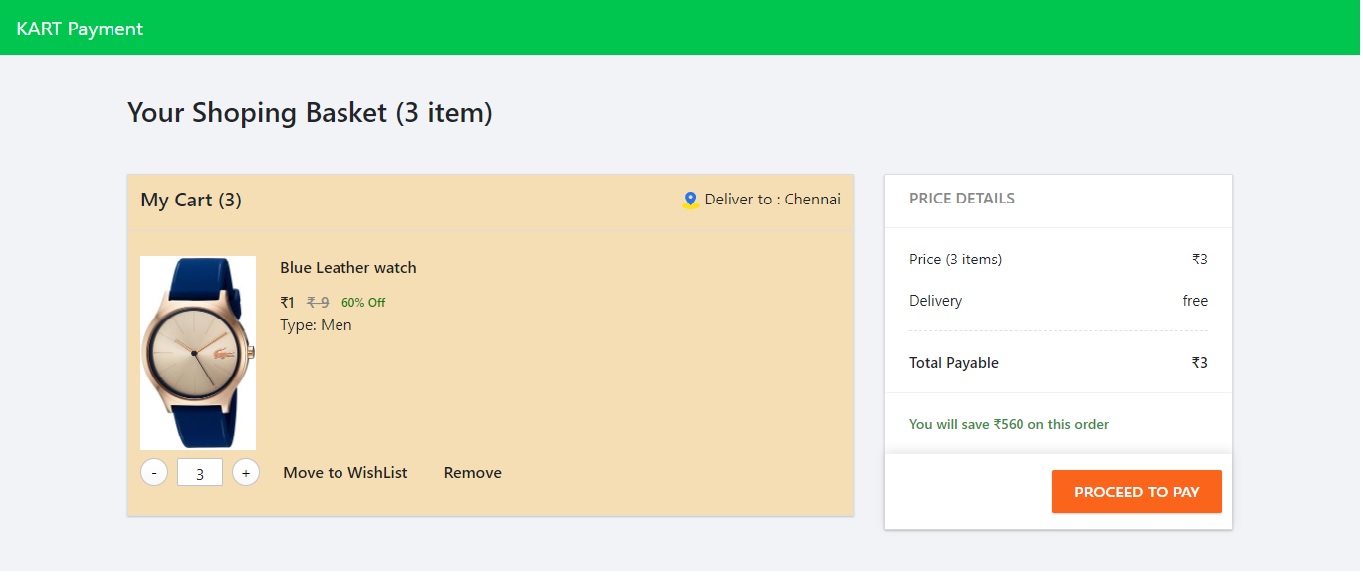 KART Payment
Your Shoping Basket (3 item)
My Cart (3)
Deliver to : Chennai
Blue Leather watch
₹1 ₹ 9 60% Off
Type: Men
- 3 +
Move to WishList
Remove
PRICE DETAILS
Price (3 items) ₹3
Delivery free
Total Payable ₹3
You will save ₹560 on this order
PROCEED TO PAY